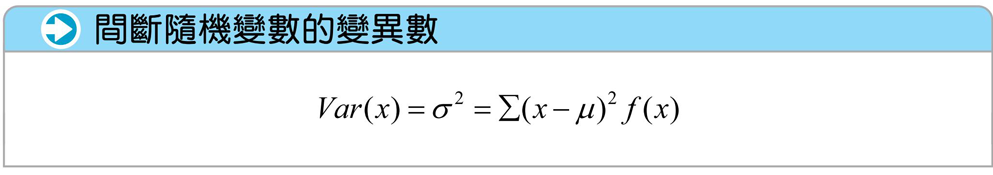 間斷隨機變數的變異數
Var(x) = σ² = Σ(x − μ)² f(x)